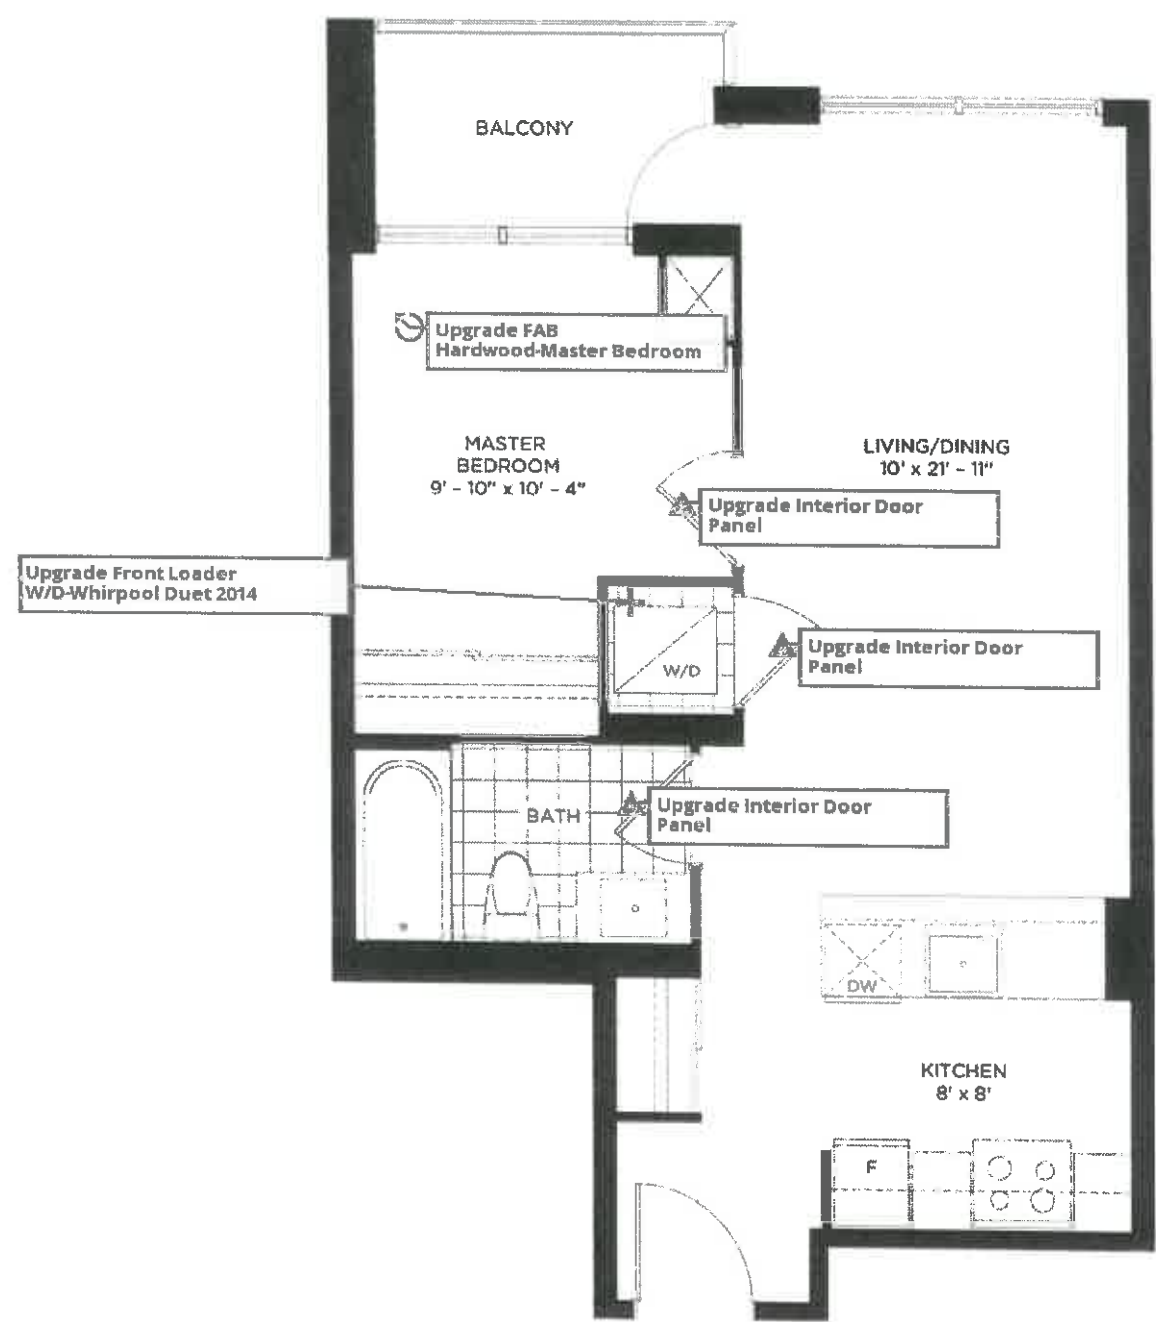 BALCONY
Upgrade FAB
Hardwood-Master Bedroom
MASTER
BEDROOM
9' - 10" x 10' - 4"
LIVING/DINING
10' x 21' - 11"
Upgrade Interior Door
Panel
Upgrade Front Loader
W/D-Whirpool Duet 2014
Upgrade Interior Door
Panel
W/D
BATH
Upgrade Interior Door
Panel
DW
KITCHEN
8' x 8'
F